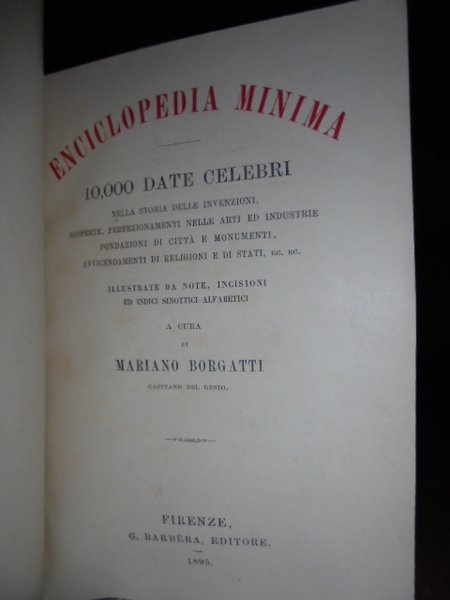 ENCICLOPEDIA MINIMA
10,000 DATE CELEBRI
NELLA STORIA DELLE INVENZIONI,
SCOPERTE, PERFEZIONAMENTI NELLE ARTI ED INDUSTRIE
FONDAZIONI DI CITTÀ E MONUMENTI,
AVVICENDAMENTI DI RELIGIONI E DI STATI, EC. EC.
ILLUSTRATE DA NOTE, INCISIONI
ED INDICI SINOTTICI-ALFABETICI
A CURA
DI
MARIANO BORGATTI
CAPITANO DEL GENIO.
FIRENZE,
G. BARBÈRA, EDITORE.
1895.